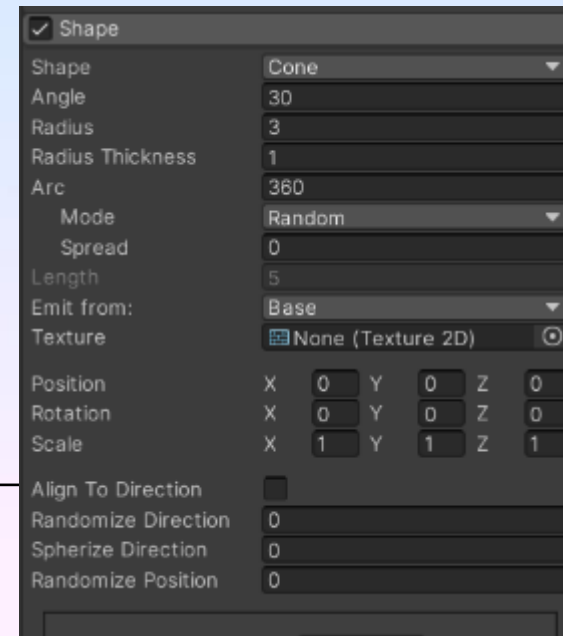 Shape
Shape Cone
Angle 30
Radius 3
Radius Thickness 1
Arc 360
Mode Random
Spread 0
Length 5
Emit from: Base
Texture None (Texture 2D)
Position X 0 Y 0 Z 0
Rotation X 0 Y 0 Z 0
Scale X 1 Y 1 Z 1
Align To Direction
Randomize Direction 0
Spherize Direction 0
Randomize Position 0